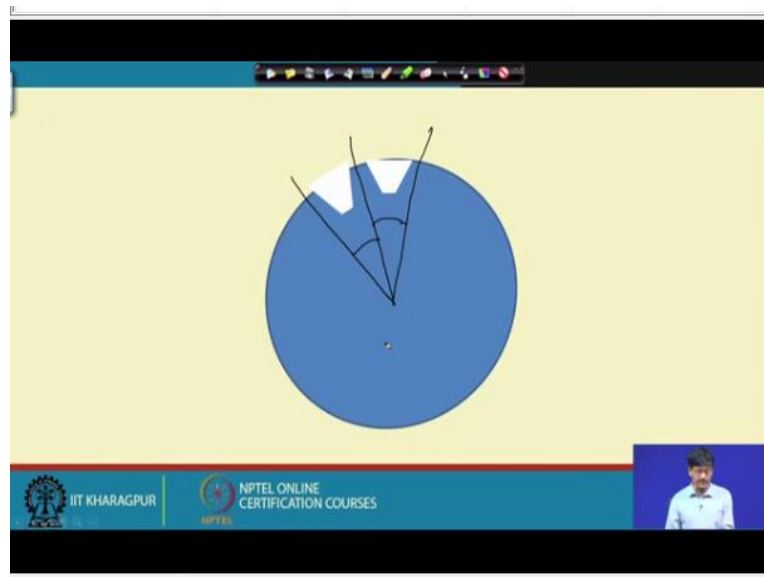 IIT KHARAGPUR
NPTEL
NPTEL ONLINE
CERTIFICATION COURSES